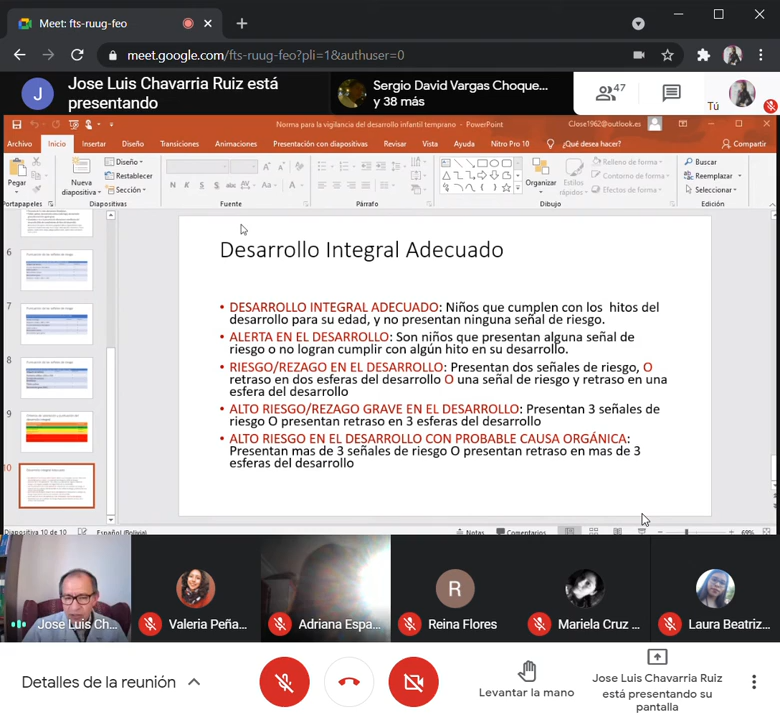 Meet: fts-ruug-feo
meet.google.com/fts-ruug-feo?pli=1&authuser=0
J
Jose Luis Chavarria Ruiz está
presentando
Sergio David Vargas Choque...
y 38 más
47
Tú
Norma para la vigilancia del desarrollo infantil temprano - PowerPoint
CJose1962@outlook.es
Archivo Inicio Insertar Diseño Transiciones Animaciones Presentación con diapositivas Revisar Vista Ayuda Nitro Pro 10 ¿Qué desea hacer? Compartir
Pegar
Nueva
diapositiva
Diseño
Restablecer
Sección
N K S S abc AV Aa A
Organizar
Estilos
rápidos
Relleno de forma
Contorno de forma
Efectos de forma
Buscar
Reemplazar
Seleccionar
Portapapeles Diapositivas Fuente Párrafo Dibujo Edición
6
7
8
9
10
Desarrollo Integral Adecuado
• DESARROLLO INTEGRAL ADECUADO: Niños que cumplen con los hitos del
desarrollo para su edad, y no presentan ninguna señal de riesgo.
• ALERTA EN EL DESARROLLO: Son niños que presentan alguna señal de
riesgo o no logran cumplir con algún hito en su desarrollo.
• RIESGO/REZAGO EN EL DESARROLLO: Presentan dos señales de riesgo, O
retraso en dos esferas del desarrollo O una señal de riesgo y retraso en una
esfera del desarrollo
• ALTO RIESGO/REZAGO GRAVE EN EL DESARROLLO: Presentan 3 señales de
riesgo O presentan retraso en 3 esferas del desarrollo
• ALTO RIESGO EN EL DESARROLLO CON PROBABLE CAUSA ORGÁNICA:
Presentan mas de 3 señales de riesgo O presentan retraso en mas de 3
esferas del desarrollo
Diapositiva 10 de 10 Español (Bolivia) Notas Comentarios 69%
Jose Luis Ch...
Valeria Peña...
Adriana Espa...
R
Reina Flores
Mariela Cruz ...
Laura Beatriz...
Detalles de la reunión
Levantar la mano
Jose Luis Chavarria Ruiz
está presentando su
pantalla